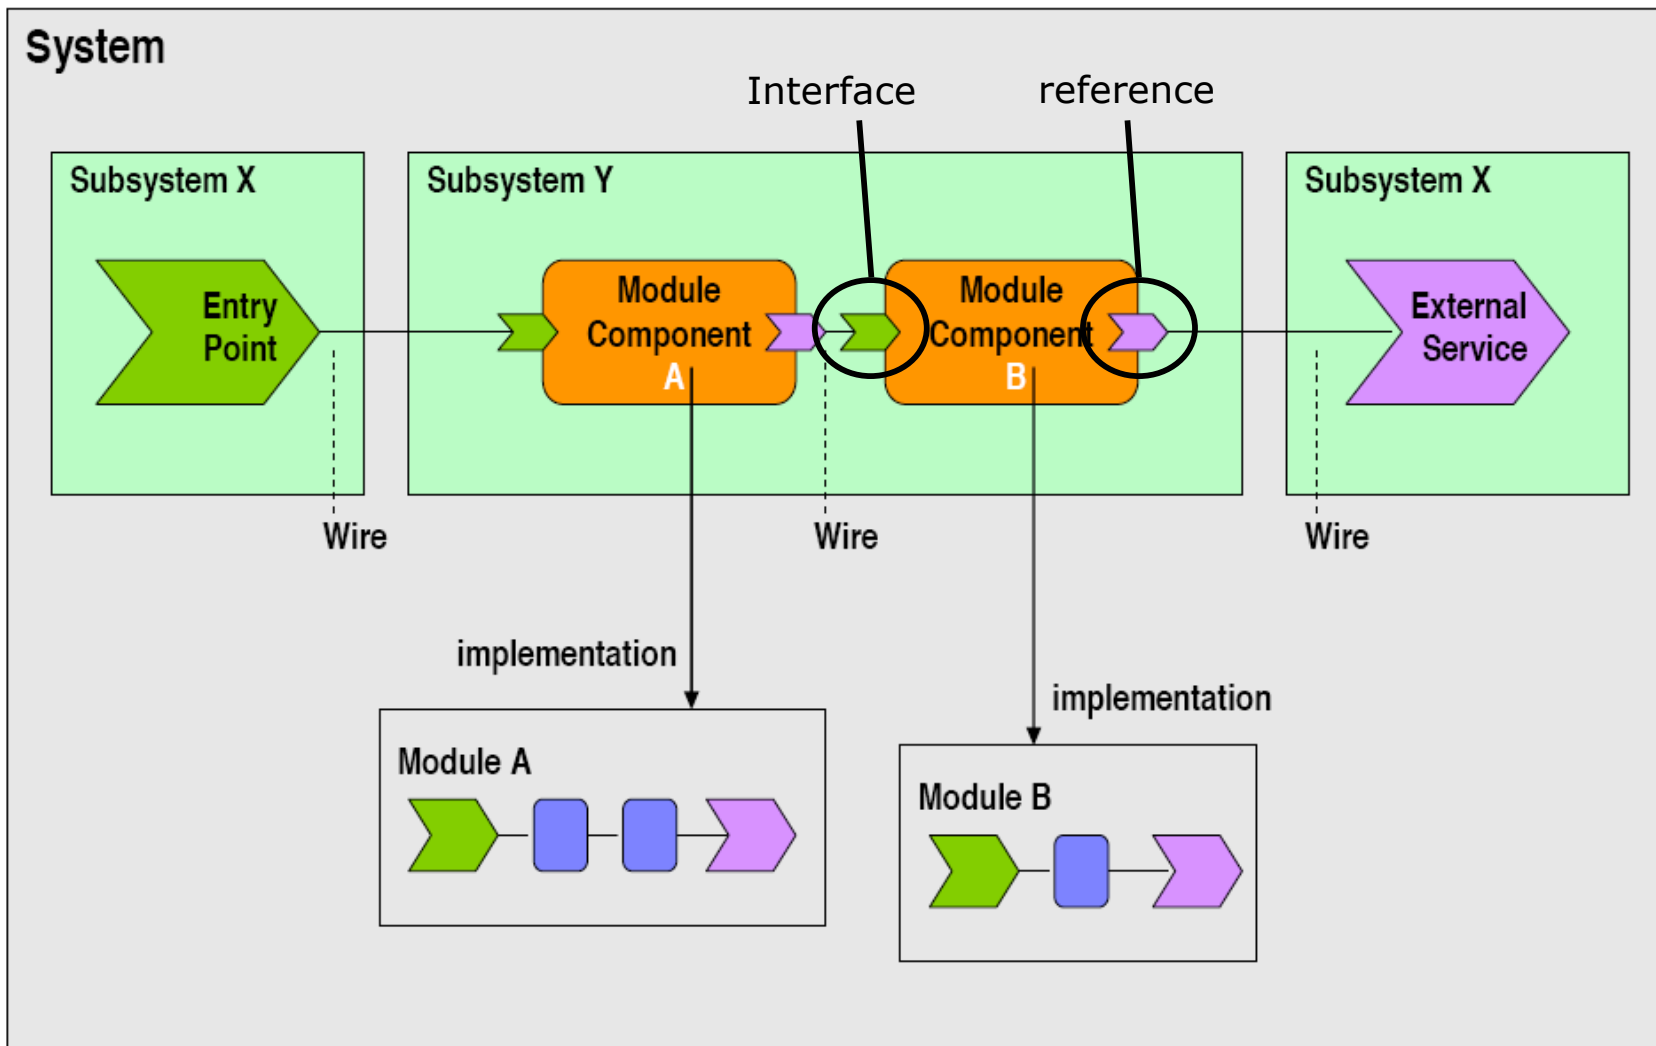 System
Interface
reference
Subsystem X
Subsystem Y
Subsystem X
Entry
Point
Module
Component
A
Module
Component
B
External
Service
Wire
Wire
Wire
implementation
implementation
Module A
Module B